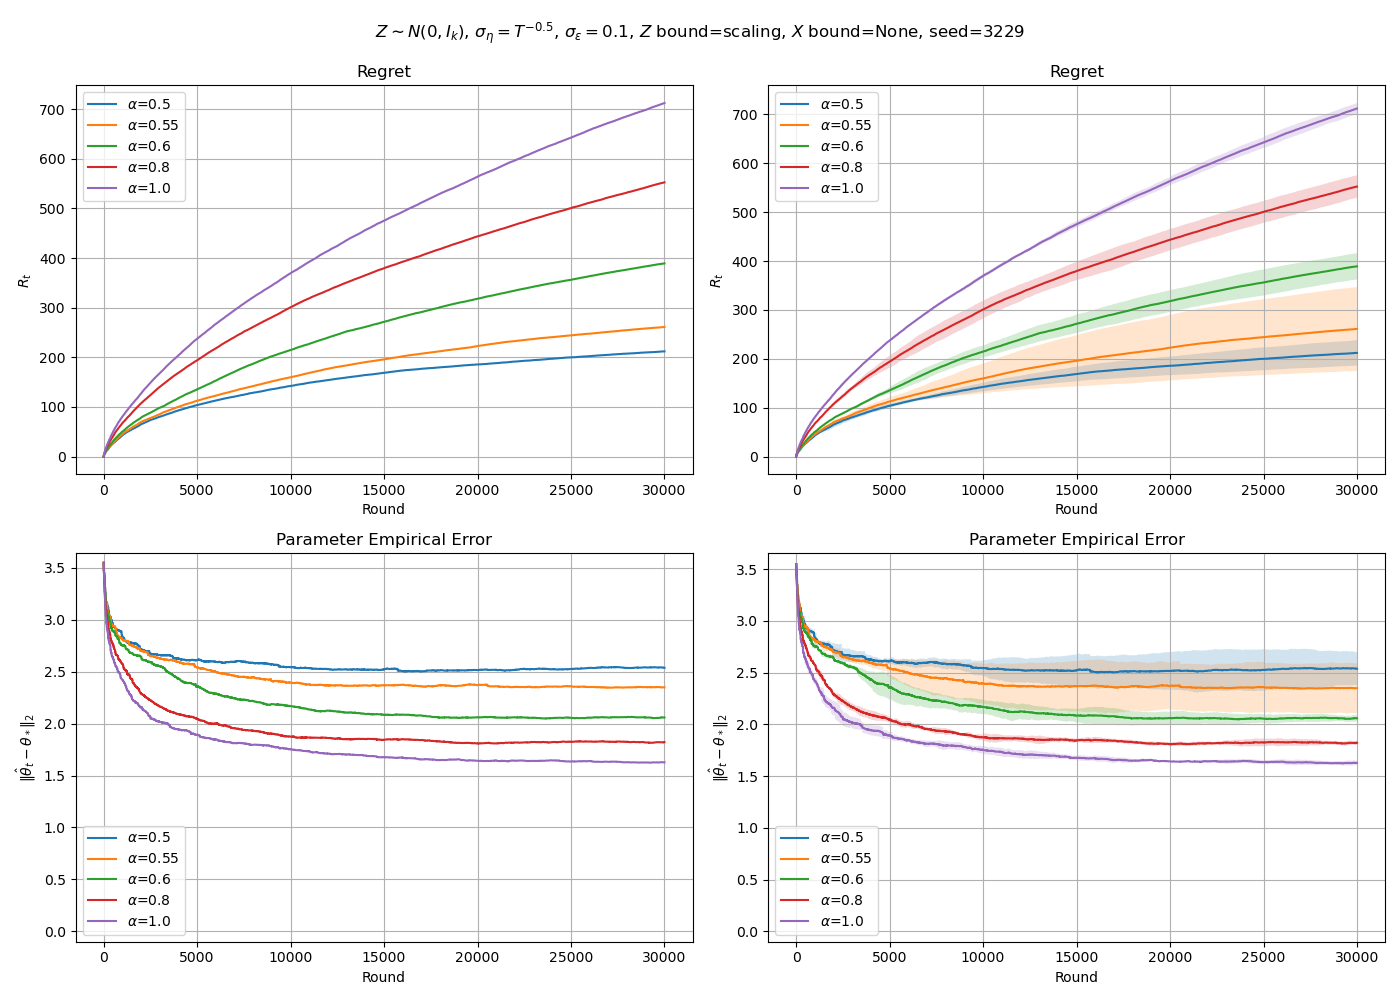 Z ∼ N(0, I_k), σ_η = T^{−0.5}, σ_ε = 0.1, Z bound=scaling, X bound=None, seed=3229
Regret
700
600
500
400
300
200
100
0
R_t
α=0.5
α=0.55
α=0.6
α=0.8
α=1.0
0 5000 10000 15000 20000 25000 30000
Round
Regret
700
600
500
400
300
200
100
0
R_t
α=0.5
α=0.55
α=0.6
α=0.8
α=1.0
0 5000 10000 15000 20000 25000 30000
Round
Parameter Empirical Error
3.5
3.0
2.5
2.0
1.5
1.0
0.5
0.0
‖θ̂_t − θ_*‖_2
α=0.5
α=0.55
α=0.6
α=0.8
α=1.0
0 5000 10000 15000 20000 25000 30000
Round
Parameter Empirical Error
3.5
3.0
2.5
2.0
1.5
1.0
0.5
0.0
‖θ̂_t − θ_*‖_2
α=0.5
α=0.55
α=0.6
α=0.8
α=1.0
0 5000 10000 15000 20000 25000 30000
Round